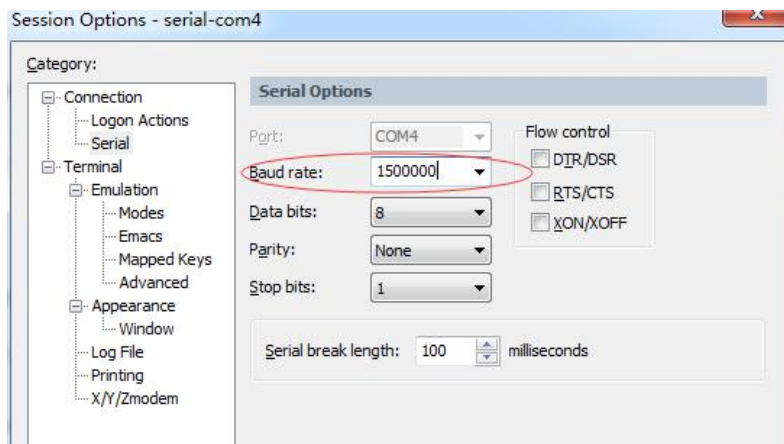 Session Options - serial-com4
x
Category:
Connection
Logon Actions
Serial
Terminal
Emulation
Modes
Emacs
Mapped Keys
Advanced
Appearance
Window
Log File
Printing
X/Y/Zmodem
Serial Options
Port: COM4
Baud rate: 1500000
Data bits: 8
Parity: None
Stop bits: 1
Flow control
DTR/DSR
RTS/CTS
XON/XOFF
Serial break length: 100 milliseconds